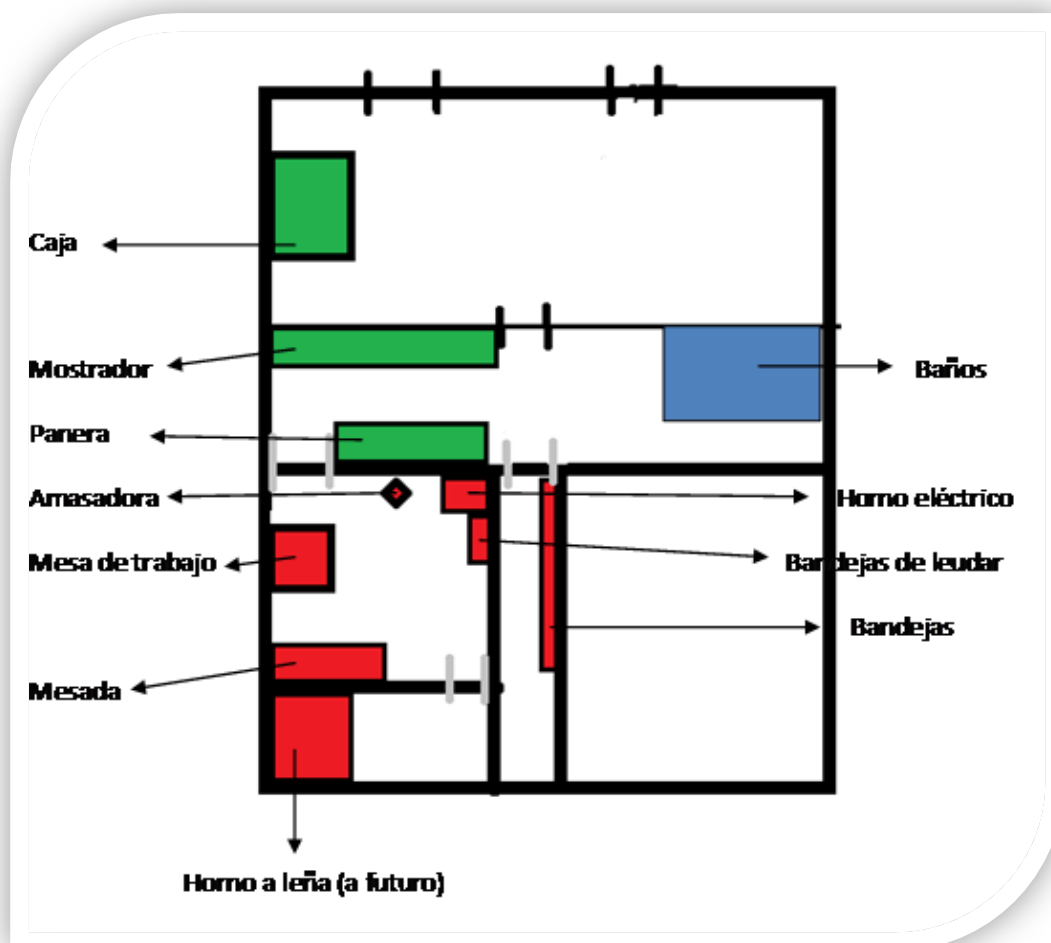 Caja
Mostrador
Baños
Panera
Amasadora
Horno eléctrico
Mesa de trabajo
Bandejas de leudar
Bandejas
Mesada
Horno a leña (a futuro)